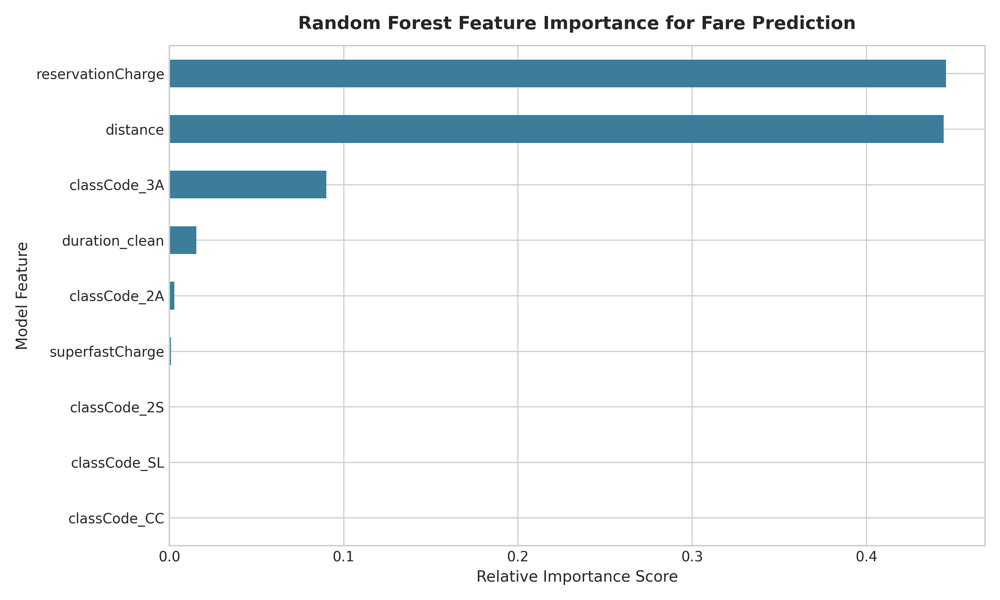 Random Forest Feature Importance for Fare Prediction
reservationCharge
distance
classCode_3A
duration_clean
classCode_2A
superfastCharge
classCode_2S
classCode_SL
classCode_CC
Model Feature
0.0 0.1 0.2 0.3 0.4
Relative Importance Score